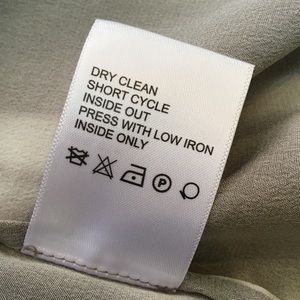 DRY CLEAN
SHORT CYCLE
INSIDE OUT
PRESS WITH LOW IRON
INSIDE ONLY
P